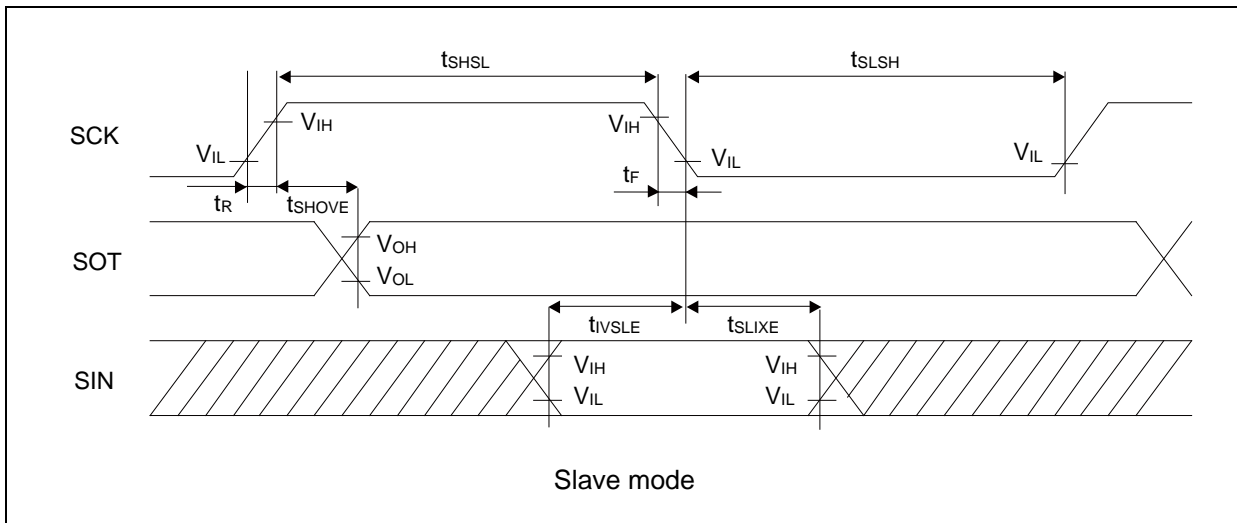 tSHSL
tSLSH
SCK
VIH
VIH
VIL
VIL
VIL
tR
tSHOVE
tF
SOT
VOH
VOL
tIVSLE
tSLIXE
SIN
VIH
VIH
VIL
VIL
Slave mode